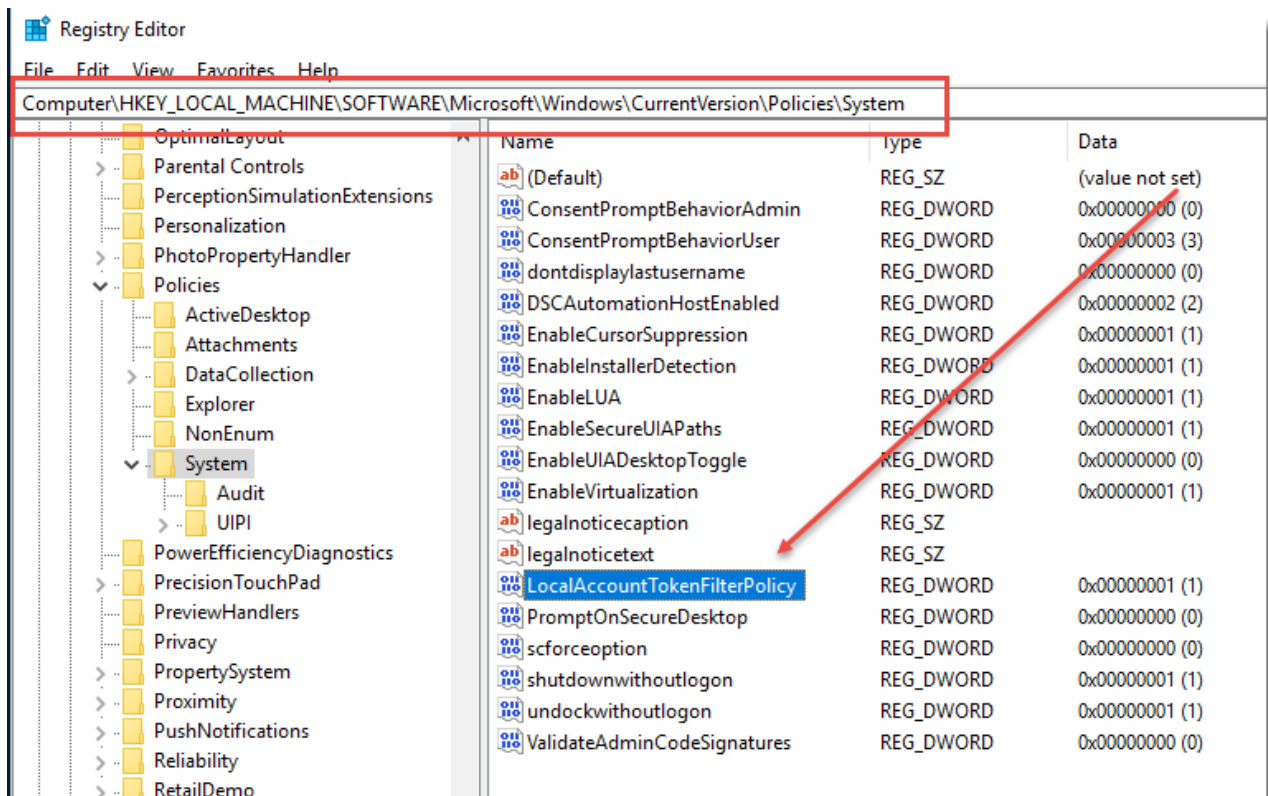 Registry Editor
File Edit View Favorites Help
Computer\HKEY_LOCAL_MACHINE\SOFTWARE\Microsoft\Windows\CurrentVersion\Policies\System
OptimalLayout
Parental Controls
PerceptionSimulationExtensions
Personalization
PhotoPropertyHandler
Policies
ActiveDesktop
Attachments
DataCollection
Explorer
NonEnum
System
Audit
UIPI
PowerEfficiencyDiagnostics
PrecisionTouchPad
PreviewHandlers
Privacy
PropertySystem
Proximity
PushNotifications
Reliability
RetailDemo
Name Type Data
(Default) REG_SZ (value not set)
ConsentPromptBehaviorAdmin REG_DWORD 0x00000000 (0)
ConsentPromptBehaviorUser REG_DWORD 0x00000003 (3)
dontdisplaylastusername REG_DWORD 0x00000000 (0)
DSCAutomationHostEnabled REG_DWORD 0x00000002 (2)
EnableCursorSuppression REG_DWORD 0x00000001 (1)
EnableInstallerDetection REG_DWORD 0x00000001 (1)
EnableLUA REG_DWORD 0x00000001 (1)
EnableSecureUIAPaths REG_DWORD 0x00000001 (1)
EnableUIADesktopToggle REG_DWORD 0x00000000 (0)
EnableVirtualization REG_DWORD 0x00000001 (1)
legalnoticecaption REG_SZ
legalnoticetext REG_SZ
LocalAccountTokenFilterPolicy REG_DWORD 0x00000001 (1)
PromptOnSecureDesktop REG_DWORD 0x00000000 (0)
scforceoption REG_DWORD 0x00000000 (0)
shutdownwithoutlogon REG_DWORD 0x00000001 (1)
undockwithoutlogon REG_DWORD 0x00000001 (1)
ValidateAdminCodeSignatures REG_DWORD 0x00000000 (0)